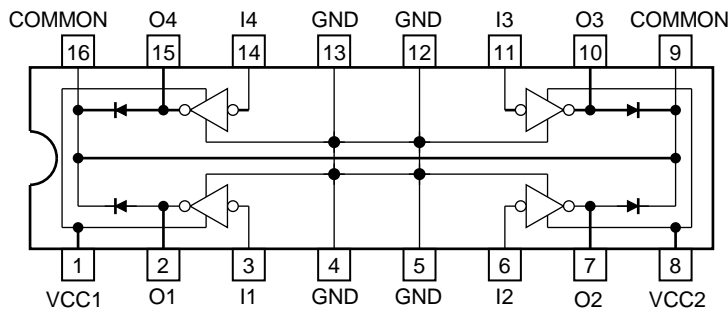 COMMON O4 I4 GND GND I3 O3 COMMON
16 15 14 13 12 11 10 9
1 2 3 4 5 6 7 8
VCC1 O1 I1 GND GND I2 O2 VCC2